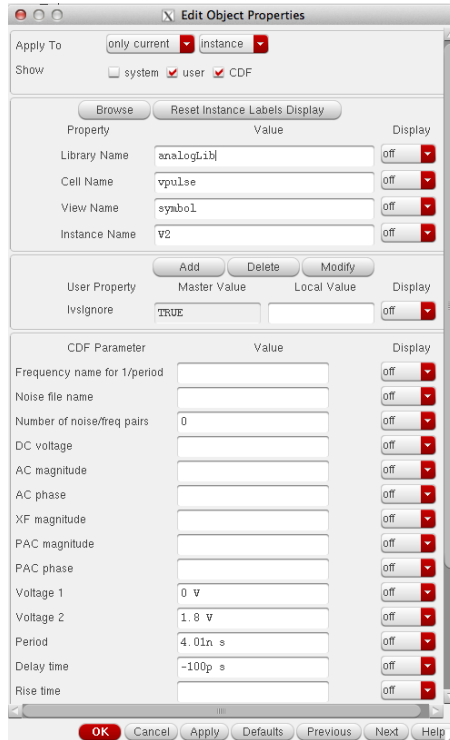 Edit Object Properties
Apply To only current instance
Show system user CDF
Browse Reset Instance Labels Display
Property Value Display
Library Name analogLib off
Cell Name vpulse off
View Name symbol off
Instance Name V2 off
Add Delete Modify
User Property Master Value Local Value Display
lvsIgnore TRUE off
CDF Parameter Value Display
Frequency name for 1/period off
Noise file name off
Number of noise/freq pairs 0 off
DC voltage off
AC magnitude off
AC phase off
XF magnitude off
PAC magnitude off
PAC phase off
Voltage 1 0 V off
Voltage 2 1.8 V off
Period 4.01n s off
Delay time -100p s off
Rise time off
OK Cancel Apply Defaults Previous Next Help